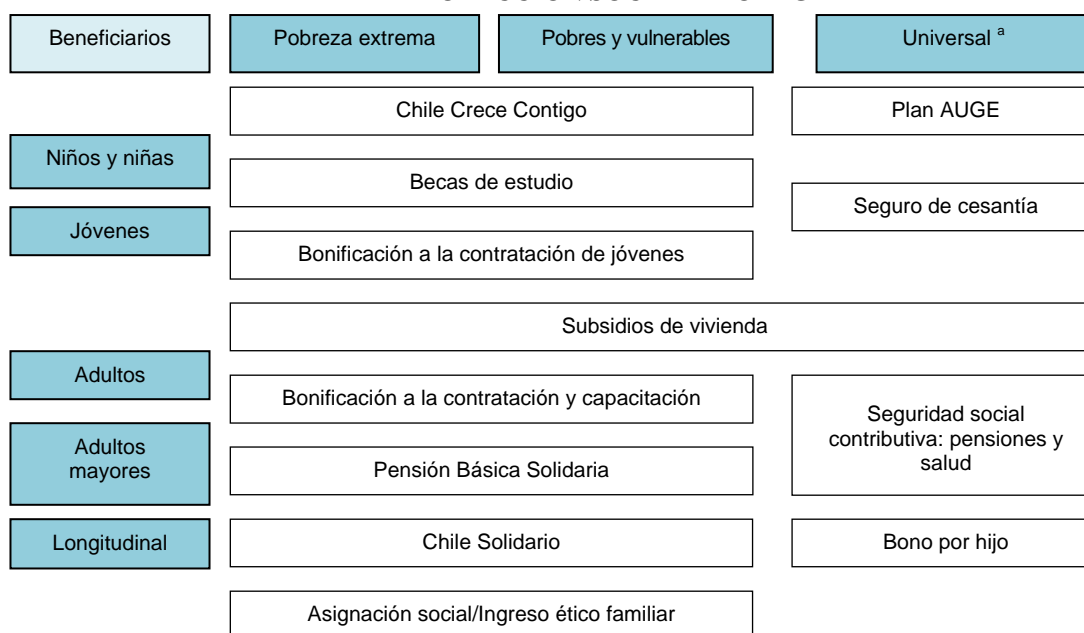 Beneficiarios
Pobreza extrema
Pobres y vulnerables
Universal a
Chile Crece Contigo
Plan AUGE
Niños y niñas
Becas de estudio
Seguro de cesantía
Jóvenes
Bonificación a la contratación de jóvenes
Subsidios de vivienda
Adultos
Bonificación a la contratación y capacitación
Seguridad social
contributiva: pensiones y
salud
Adultos
mayores
Pensión Básica Solidaria
Longitudinal
Chile Solidario
Bono por hijo
Asignación social/Ingreso ético familiar